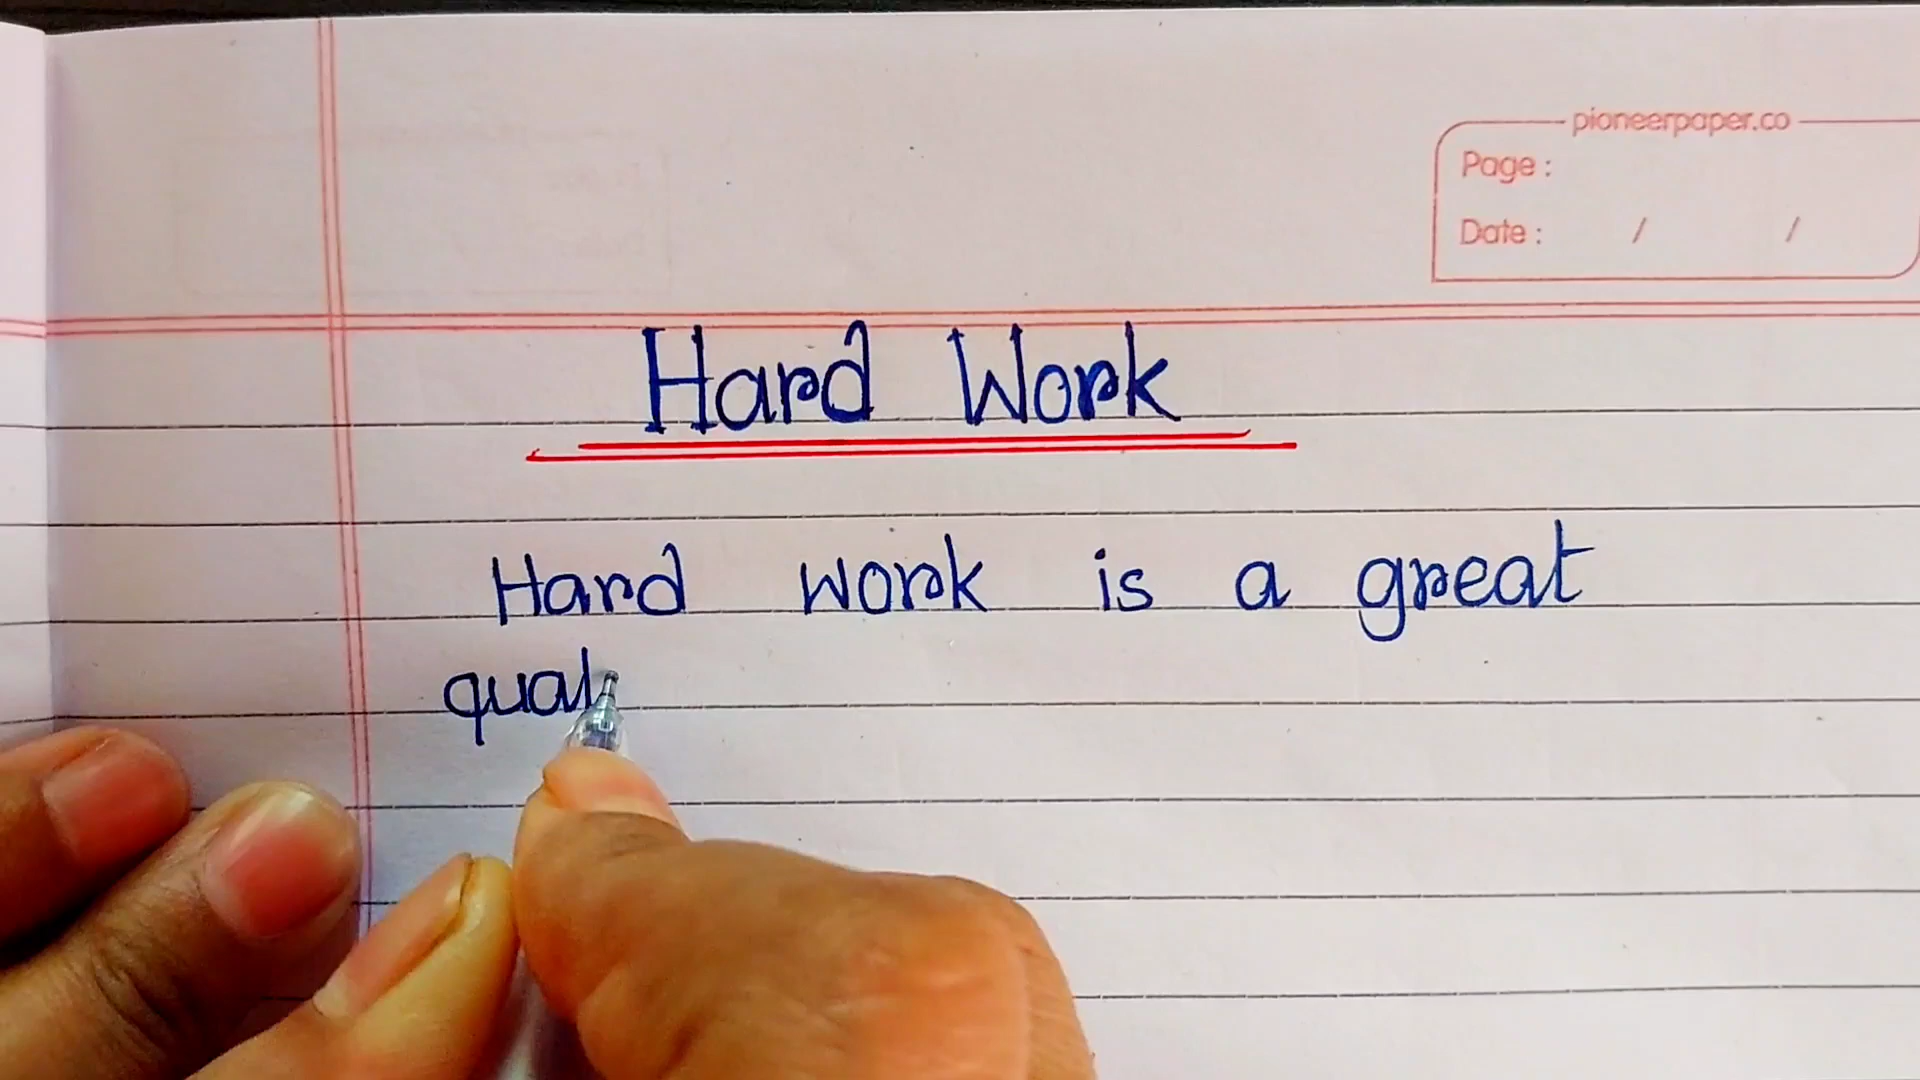 pioneerpaper.co
Page :
Date : / /
Hard Work
Hard work is a great
qual